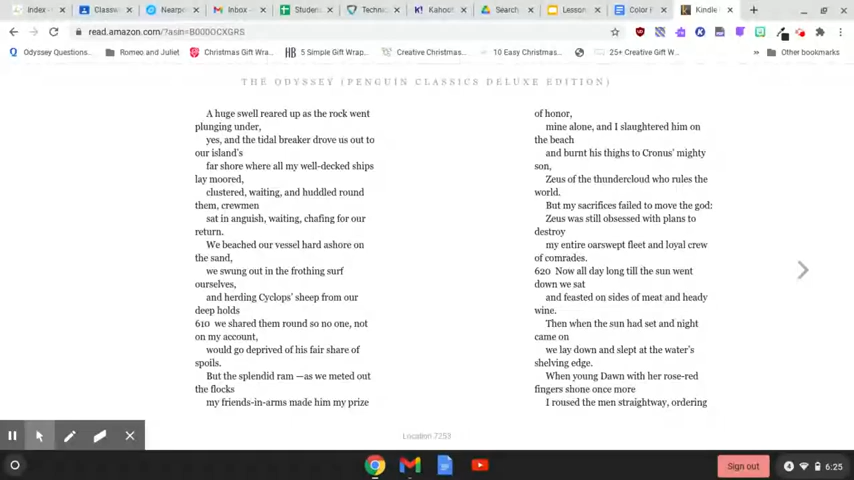 index -
Classw
Nearpo
Inbox -
Studen
Techno
Kahoo
Search
Lesson
Color P
Kindle
read.amazon.com/?asin=B00DOCXGRS
Odyssey Questions...
Romeo and Juliet
Christmas Gift Wra...
5 Simple Gift Wrap...
Creative Christmas...
10 Easy Christmas...
25+ Creative Gift W...
Other bookmarks
THE ODYSSEY (PENGUIN CLASSICS DELUXE EDITION)
A huge swell reared up as the rock went
plunging under,
yes, and the tidal breaker drove us out to
our island's
far shore where all my well-decked ships
lay moored,
clustered, waiting, and huddled round
them, crewmen
sat in anguish, waiting, chafing for our
return.
We beached our vessel hard ashore on
the sand,
we swung out in the frothing surf
ourselves,
and herding Cyclops' sheep from our
deep holds
610 we shared them round so no one, not
on my account,
would go deprived of his fair share of
spoils.
But the splendid ram —as we meted out
the flocks
my friends-in-arms made him my prize
of honor,
mine alone, and I slaughtered him on
the beach
and burnt his thighs to Cronus' mighty
son,
Zeus of the thundercloud who rules the
world.
But my sacrifices failed to move the god:
Zeus was still obsessed with plans to
destroy
my entire oarswept fleet and loyal crew
of comrades.
620 Now all day long till the sun went
down we sat
and feasted on sides of meat and heady
wine.
Then when the sun had set and night
came on
we lay down and slept at the water's
shelving edge.
When young Dawn with her rose-red
fingers shone once more
I roused the men straightway, ordering
Location 7253
Sign out
6:25